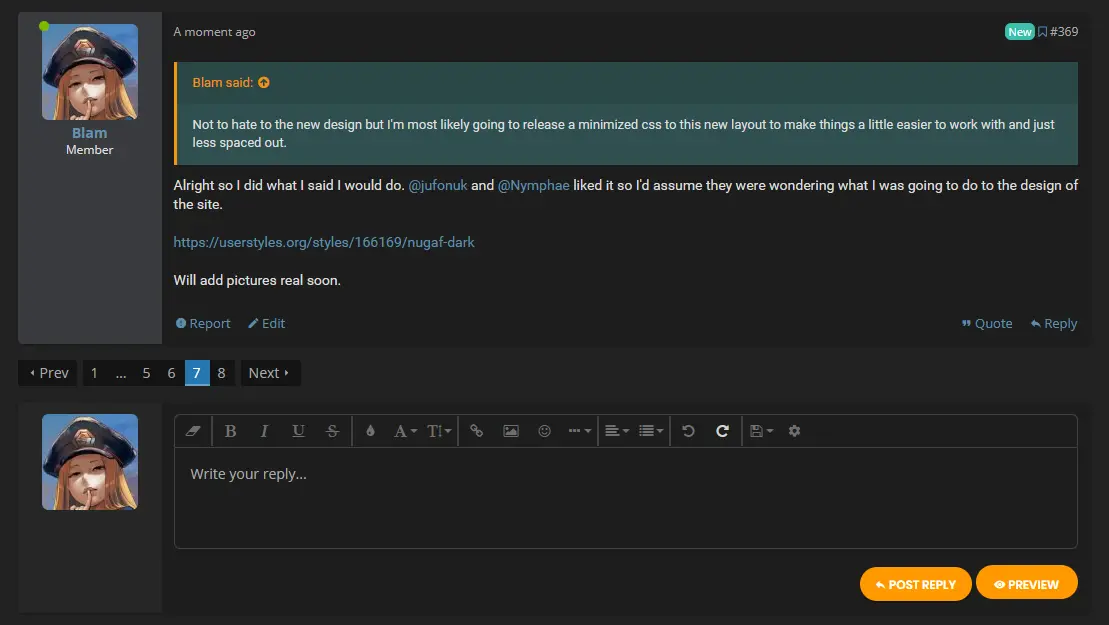 A moment ago
New #369
Blam said:
Not to hate to the new design but I'm most likely going to release a minimized css to this new layout to make things a little easier to work with and just
less spaced out.
Blam
Member
Alright so I did what I said I would do. @jufonuk and @Nymphae liked it so I'd assume they were wondering what I was going to do to the design of
the site.
https://userstyles.org/styles/166169/nugaf-dark
Will add pictures real soon.
Report Edit Quote Reply
Prev 1 ... 5 6 7 8 Next
B I U S A T
Write your reply...
POST REPLY PREVIEW